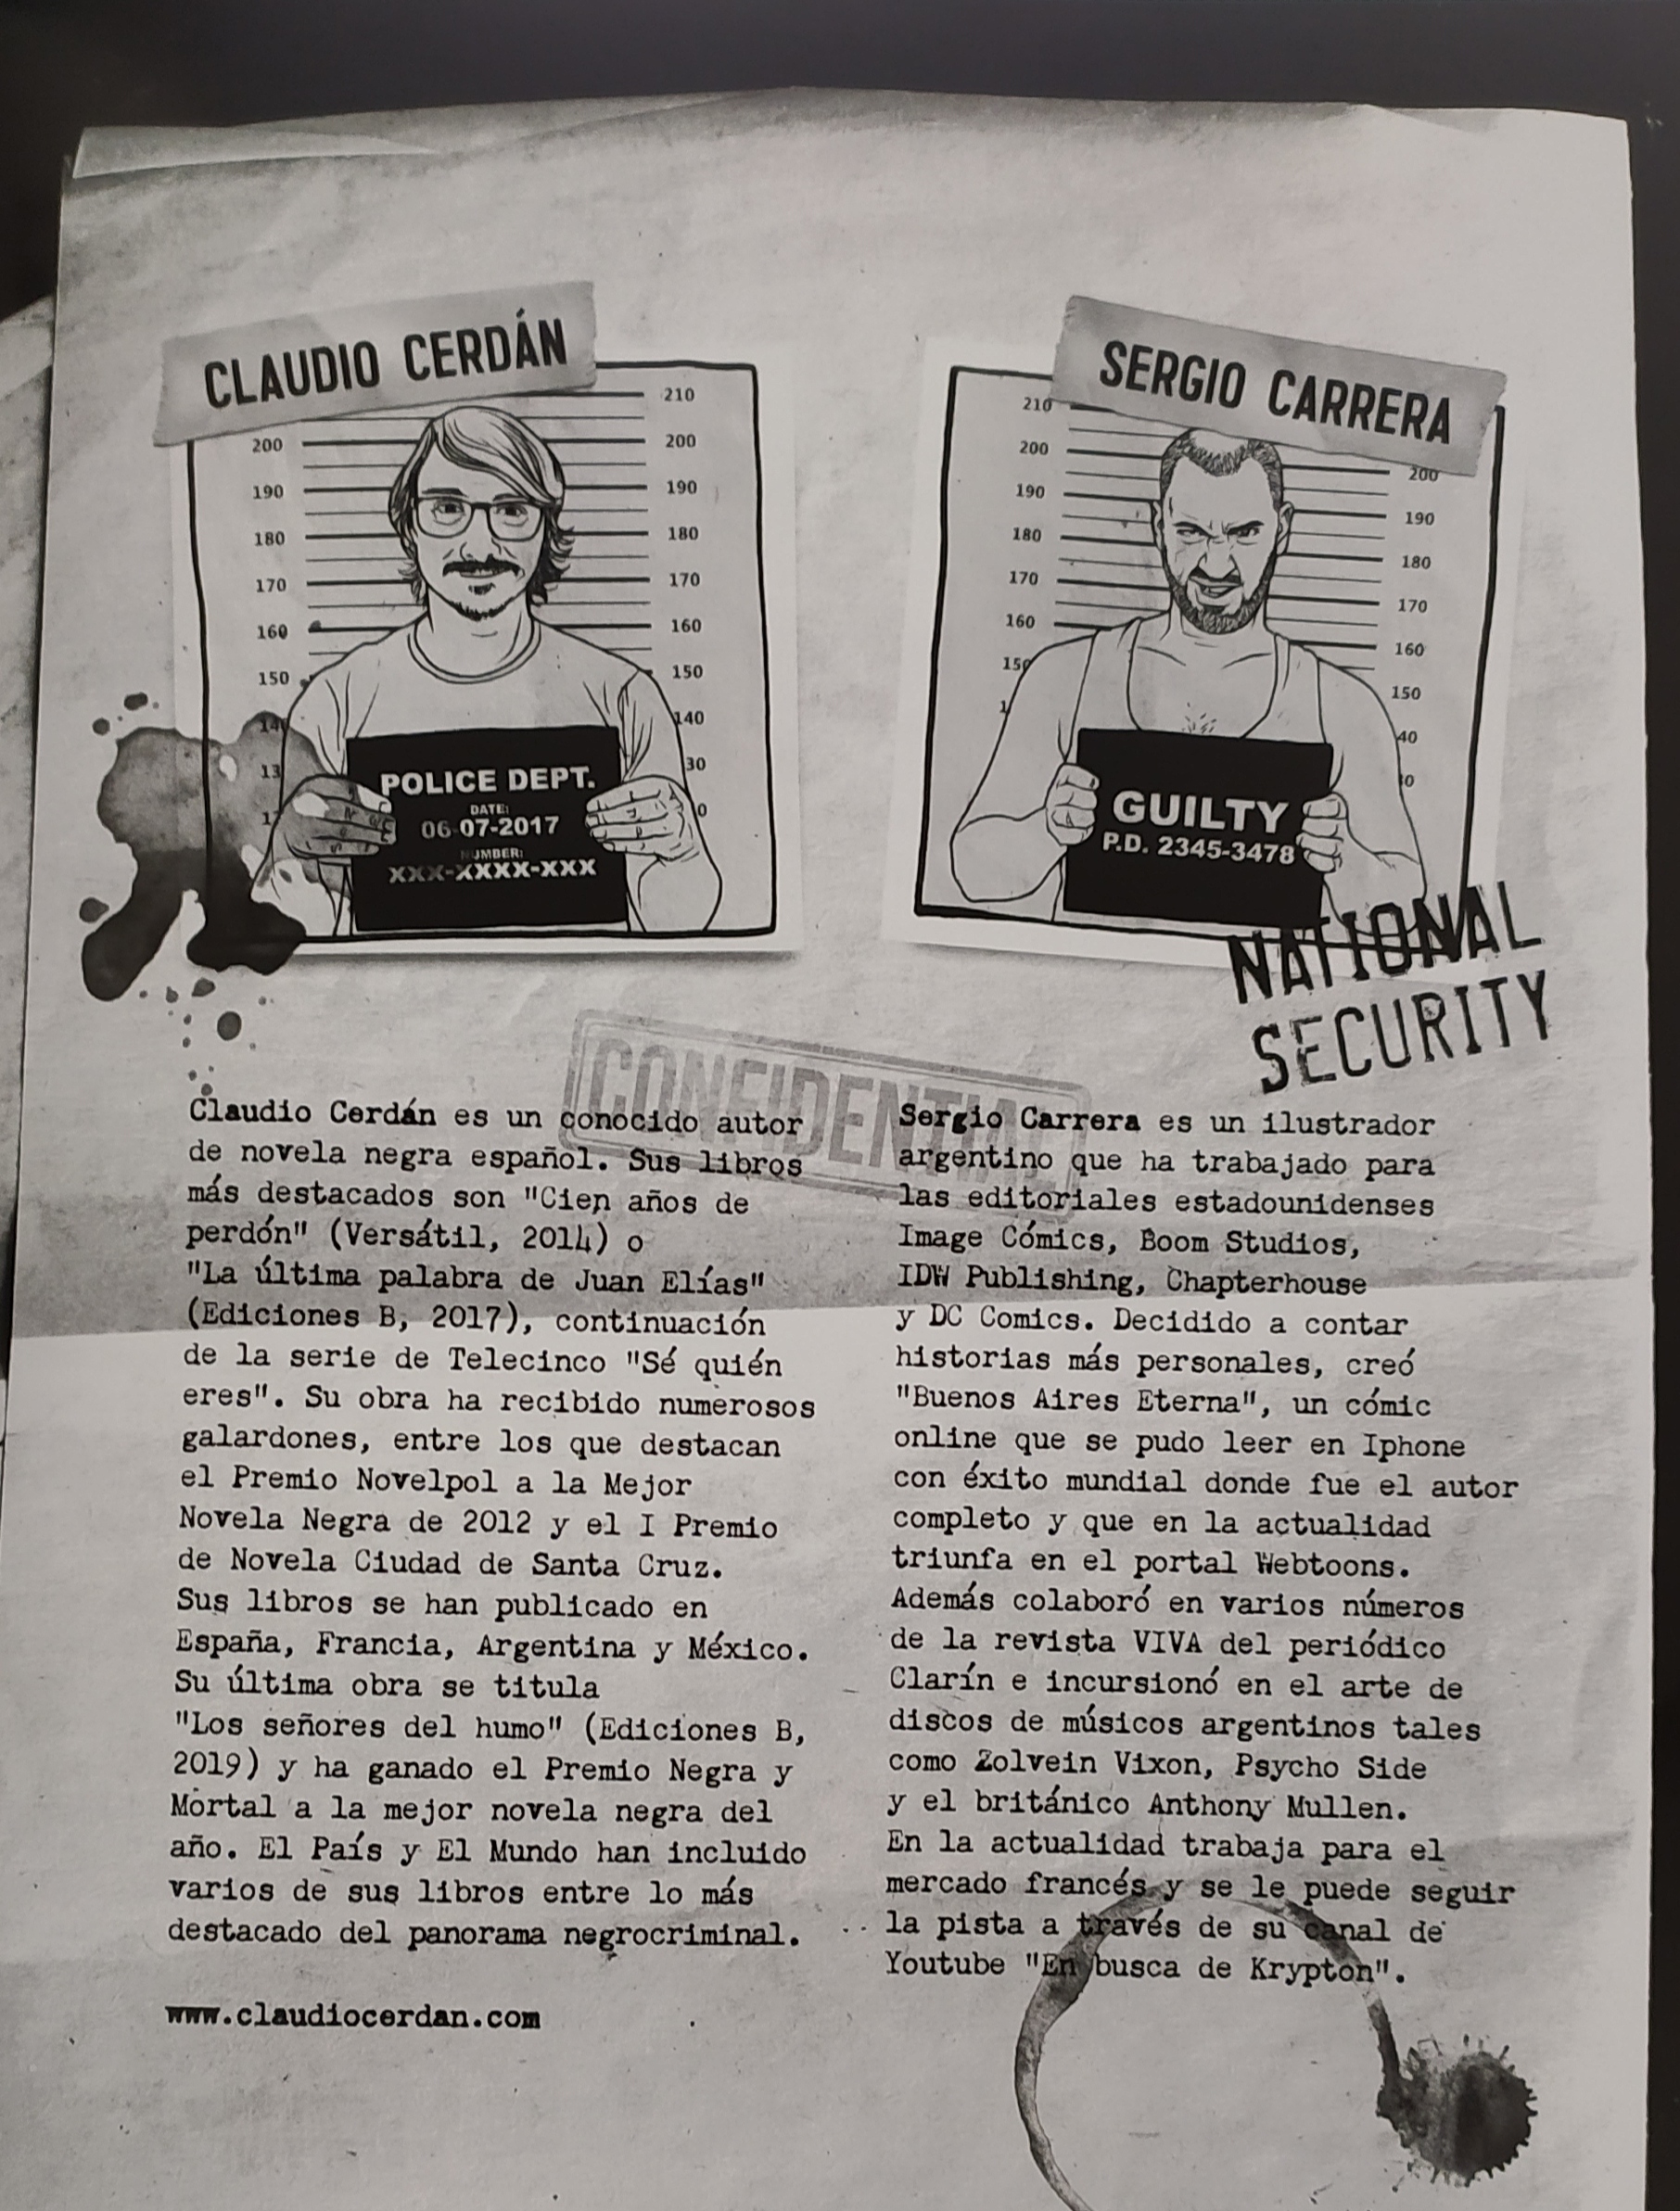 CLAUDIO CERDÁN
210
200 200
190 190
180 180
170 170
160 160
150 150
140
13 30
POLICE DEPT.
DATE:
06-07-2017
NUMBER:
XXX-XXXX-XXX
SERGIO CARRERA
210
200 200
190 190
180 180
170 170
160 160
150 150
40
GUILTY
P.D. 2345-3478
NATIONAL
SECURITY
CONFIDENTIAL
Claudio Cerdán es un conocido autor
de novela negra español. Sus libros
más destacados son "Cien años de
perdón" (Versátil, 2014) o
"La última palabra de Juan Elías"
(Ediciones B, 2017), continuación
de la serie de Telecinco "Sé quién
eres". Su obra ha recibido numerosos
galardones, entre los que destacan
el Premio Novelpol a la Mejor
Novela Negra de 2012 y el I Premio
de Novela Ciudad de Santa Cruz.
Sus libros se han publicado en
España, Francia, Argentina y México.
Su última obra se titula
"Los señores del humo" (Ediciones B,
2019) y ha ganado el Premio Negra y
Mortal a la mejor novela negra del
año. El País y El Mundo han incluido
varios de sus libros entre lo más
destacado del panorama negrocriminal.
www.claudiocerdan.com
Sergio Carrera es un ilustrador
argentino que ha trabajado para
las editoriales estadounidenses
Image Cómics, Boom Studios,
IDW Publishing, Chapterhouse
y DC Comics. Decidido a contar
historias más personales, creó
"Buenos Aires Eterna", un cómic
online que se pudo leer en Iphone
con éxito mundial donde fue el autor
completo y que en la actualidad
triunfa en el portal Webtoons.
Además colaboró en varios números
de la revista VIVA del periódico
Clarín e incursionó en el arte de
discos de músicos argentinos tales
como Zolvein Vixon, Psycho Side
y el británico Anthony Mullen.
En la actualidad trabaja para el
mercado francés y se le puede seguir
la pista a través de su canal de
Youtube "En busca de Krypton".